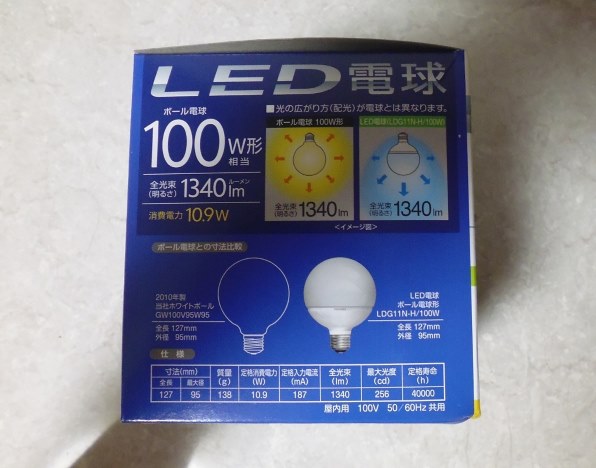 LED電球
ボール電球
100W形
相当
全光束
(明るさ) 1340 ルーメン lm
消費電力 10.9W
■光の広がり方(配光)が電球とは異なります。
ボール電球 100W形
全光束
(明るさ) 1340 lm
LED電球(LDG11N-H/100W)
全光束
(明るさ) 1340 lm
<イメージ図>
ボール電球との寸法比較
2010年製
当社ホワイトボール
GW100V95W95
全長 127mm
外径 95mm
LED電球
ボール電球形
LDG11N-H/100W
全長 127mm
外径 95mm
仕様
寸法(mm) 質量 定格消費電力 定格入力電流 全光束 最大光度 定格寿命
全長 最大径 (g) (W) (mA) (lm) (cd) (h)
127 95 138 10.9 187 1340 256 40000
屋内用 100V 50/60Hz共用